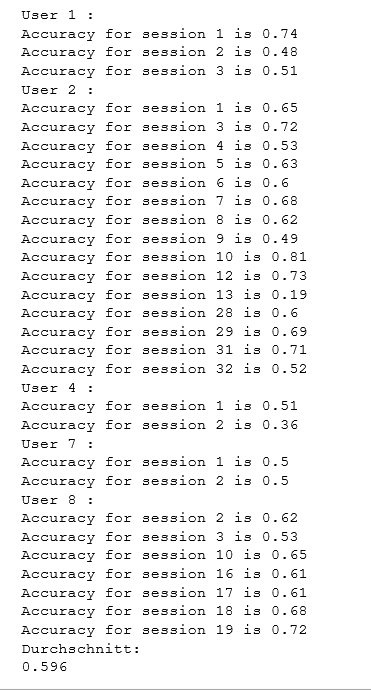 User 1 :
Accuracy for session 1 is 0.74
Accuracy for session 2 is 0.48
Accuracy for session 3 is 0.51
User 2 :
Accuracy for session 1 is 0.65
Accuracy for session 3 is 0.72
Accuracy for session 4 is 0.53
Accuracy for session 5 is 0.63
Accuracy for session 6 is 0.6
Accuracy for session 7 is 0.68
Accuracy for session 8 is 0.62
Accuracy for session 9 is 0.49
Accuracy for session 10 is 0.81
Accuracy for session 12 is 0.73
Accuracy for session 13 is 0.19
Accuracy for session 28 is 0.6
Accuracy for session 29 is 0.69
Accuracy for session 31 is 0.71
Accuracy for session 32 is 0.52
User 4 :
Accuracy for session 1 is 0.51
Accuracy for session 2 is 0.36
User 7 :
Accuracy for session 1 is 0.5
Accuracy for session 2 is 0.5
User 8 :
Accuracy for session 2 is 0.62
Accuracy for session 3 is 0.53
Accuracy for session 10 is 0.65
Accuracy for session 16 is 0.61
Accuracy for session 17 is 0.61
Accuracy for session 18 is 0.68
Accuracy for session 19 is 0.72
Durchschnitt:
0.596